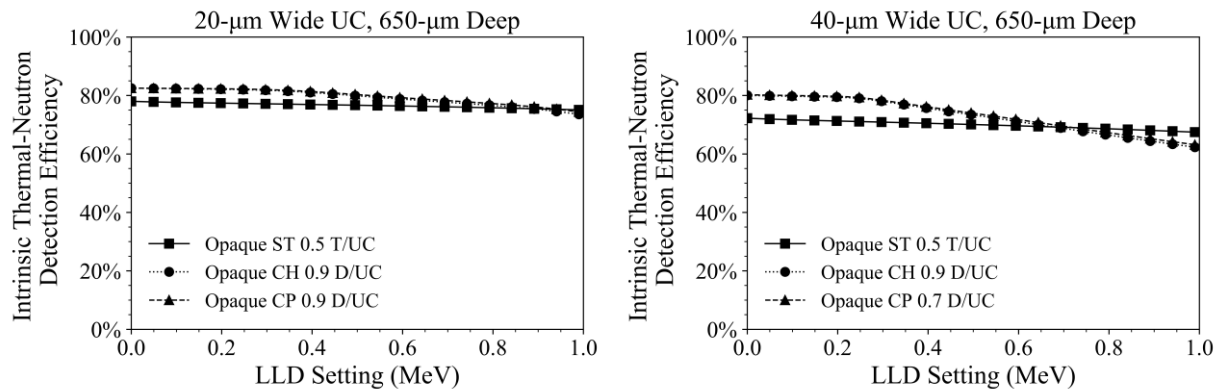 20-μm Wide UC, 650-μm Deep
Intrinsic Thermal-Neutron
Detection Efficiency
100%
80%
60%
40%
20%
0%
Opaque ST 0.5 T/UC
Opaque CH 0.9 D/UC
Opaque CP 0.9 D/UC
0.0 0.2 0.4 0.6 0.8 1.0
LLD Setting (MeV)
40-μm Wide UC, 650-μm Deep
Intrinsic Thermal-Neutron
Detection Efficiency
100%
80%
60%
40%
20%
0%
Opaque ST 0.5 T/UC
Opaque CH 0.9 D/UC
Opaque CP 0.7 D/UC
0.0 0.2 0.4 0.6 0.8 1.0
LLD Setting (MeV)